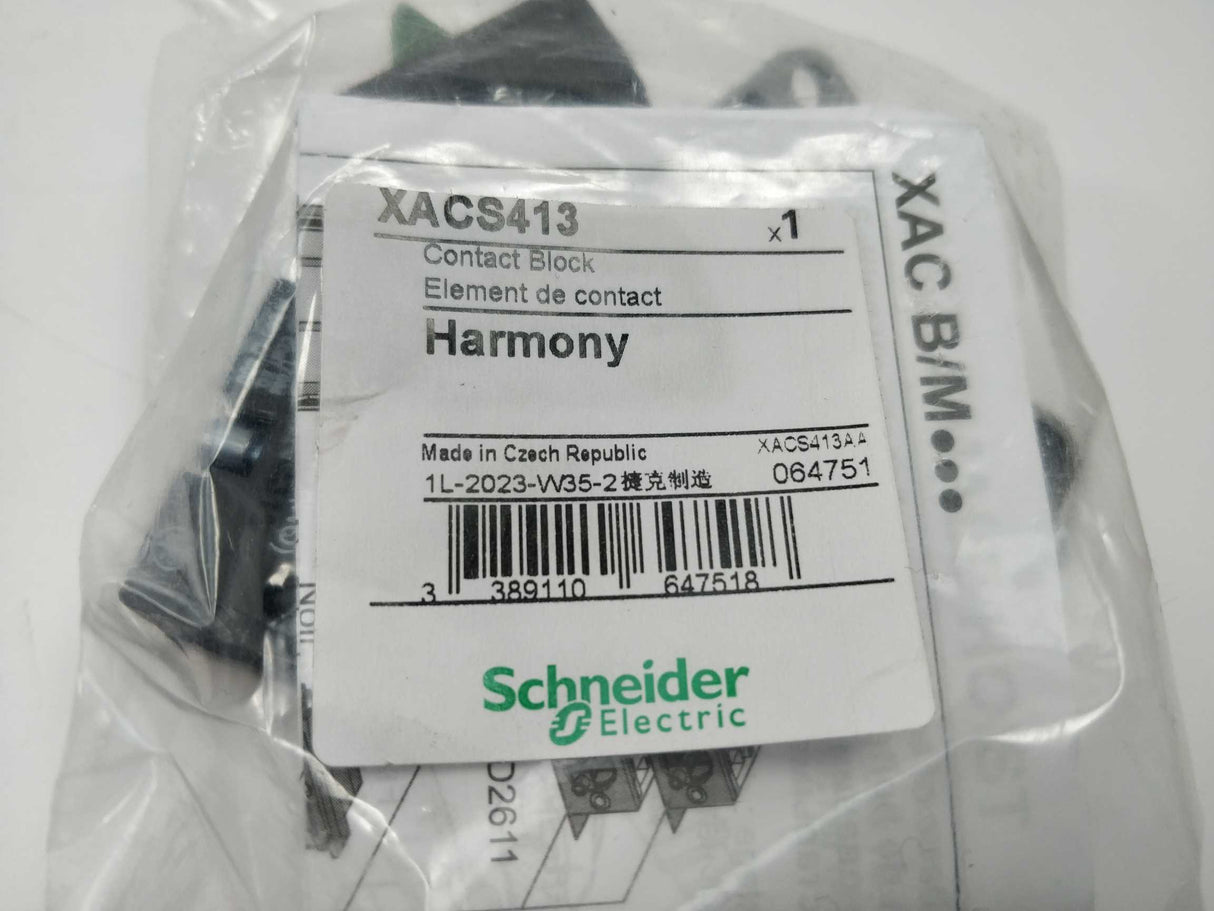 XACS413
x1
Contact Block
Element de contact
Harmony
Made in Czech Republic
XACS413AA
1L-2023-W35-2捷克制造
064751
3 389110 647518
Schneider
Electric
XAC B/M•••
D2611